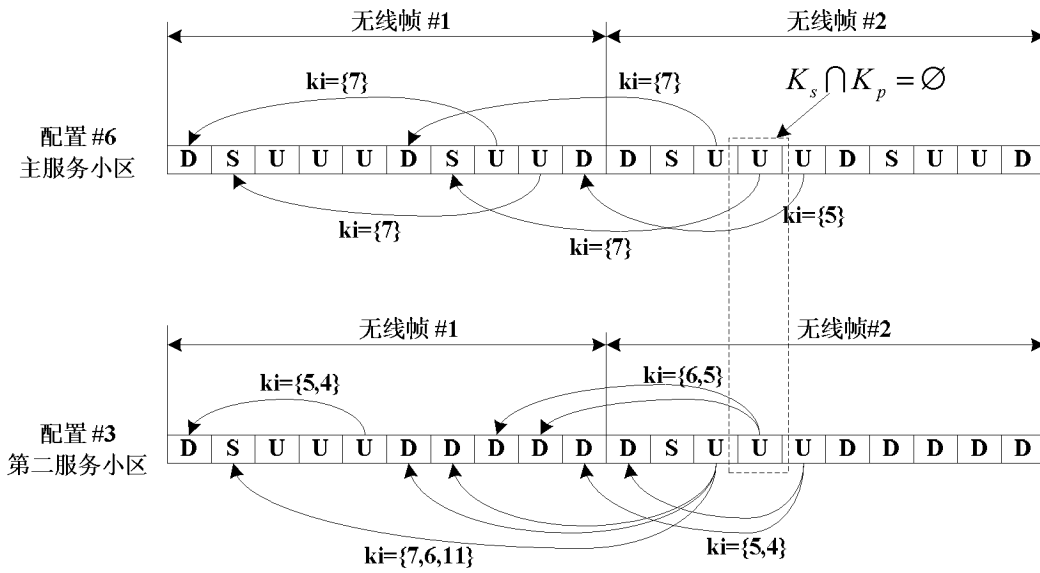 无线帧 #1 无线帧 #2
ki={7} ki={7} K_s ⋂ K_p = ∅
配置 #6
主服务小区
D S U U U D S U U D D S U U U D S U U D
ki={7} ki={7} ki={5}
无线帧 #1 无线帧#2
ki={5,4} ki={6,5}
配置 #3
第二服务小区
D S U U U D D D D D D S U U U D D D D D
ki={7,6,11} ki={5,4}